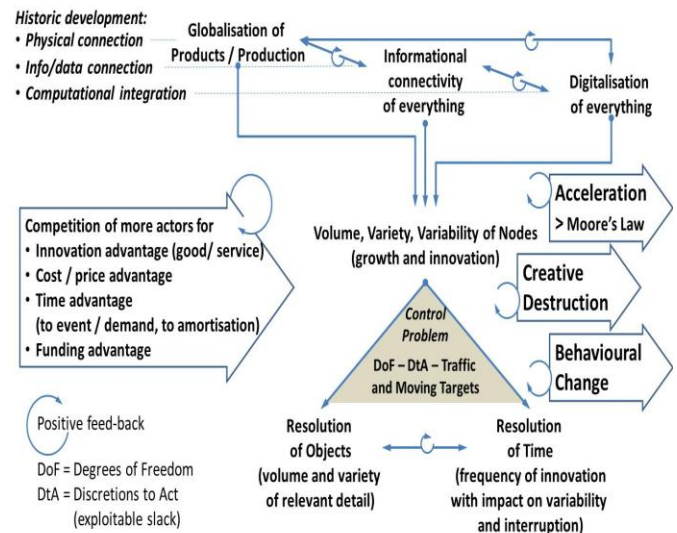 Historic development:
• Physical connection
• Info/data connection
• Computational integration
Globalisation of
Products / Production
Informational
connectivity
of everything
Digitalisation
of everything
Competition of more actors for
• Innovation advantage (good/ service)
• Cost / price advantage
• Time advantage
(to event / demand, to amortisation)
• Funding advantage
Volume, Variety, Variability of Nodes
(growth and innovation)
Acceleration
> Moore's Law
Creative
Destruction
Behavioural
Change
Control
Problem
DoF – DtA – Traffic
and Moving Targets
Resolution
of Objects
(volume and variety
of relevant detail)
Resolution
of Time
(frequency of innovation
with impact on variability
and interruption)
Positive feed-back
DoF = Degrees of Freedom
DtA = Discretions to Act
(exploitable slack)